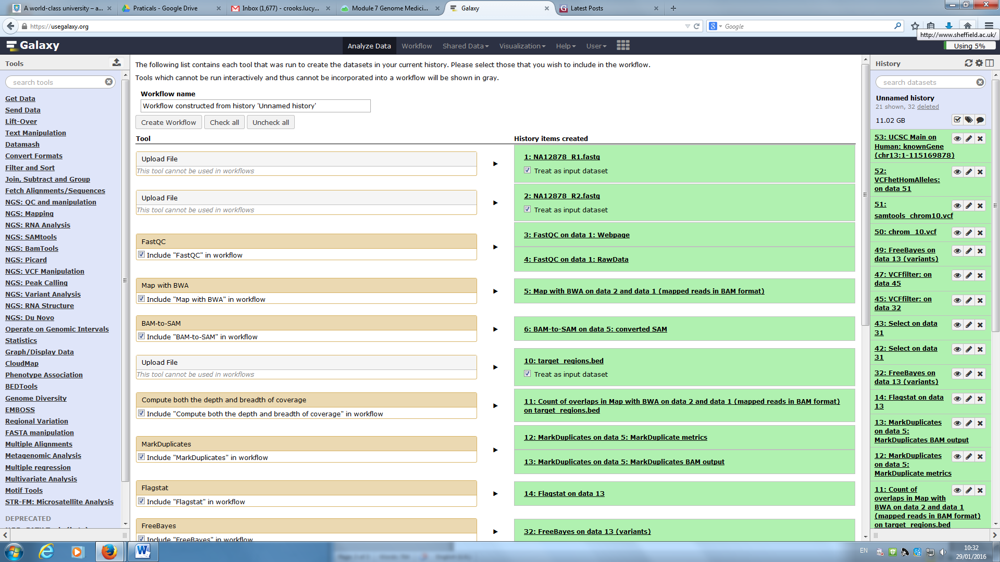 A world-class university – a...
Praticals - Google Drive
Inbox (1,677) - crooks.lucy...
Module 7 Genome Medicin...
Galaxy
Latest Posts
https://usegalaxy.org
Google
http://www.sheffield.ac.uk/
Galaxy
Analyze Data
Workflow
Shared Data
Visualization
Help
User
Using 5%
Tools
search tools
Get Data
Send Data
Lift-Over
Text Manipulation
Datamash
Convert Formats
Filter and Sort
Join, Subtract and Group
Fetch Alignments/Sequences
NGS: QC and manipulation
NGS: Mapping
NGS: RNA Analysis
NGS: SAMtools
NGS: BamTools
NGS: Picard
NGS: VCF Manipulation
NGS: Peak Calling
NGS: Variant Analysis
NGS: RNA Structure
NGS: Du Novo
Operate on Genomic Intervals
Statistics
Graph/Display Data
CloudMap
Phenotype Association
BEDTools
Genome Diversity
EMBOSS
Regional Variation
FASTA manipulation
Multiple Alignments
Metagenomic Analysis
Multiple regression
Multivariate Analysis
Motif Tools
STR-FM: Microsatellite Analysis
DEPRECATED
The following list contains each tool that was run to create the datasets in your current history. Please select those that you wish to include in the workflow.
Tools which cannot be run interactively and thus cannot be incorporated into a workflow will be shown in gray.
Workflow name
Workflow constructed from history 'Unnamed history'
Create Workflow
Check all
Uncheck all
Tool
History items created
Upload File
This tool cannot be used in workflows
1: NA12878_R1.fastq
Treat as input dataset
Upload File
This tool cannot be used in workflows
2: NA12878_R2.fastq
Treat as input dataset
FastQC
Include "FastQC" in workflow
3: FastQC on data 1: Webpage
4: FastQC on data 1: RawData
Map with BWA
Include "Map with BWA" in workflow
5: Map with BWA on data 2 and data 1 (mapped reads in BAM format)
BAM-to-SAM
Include "BAM-to-SAM" in workflow
6: BAM-to-SAM on data 5: converted SAM
Upload File
This tool cannot be used in workflows
10: target_regions.bed
Treat as input dataset
Compute both the depth and breadth of coverage
Include "Compute both the depth and breadth of coverage" in workflow
11: Count of overlaps in Map with BWA on data 2 and data 1 (mapped reads in BAM format)
on target_regions.bed
MarkDuplicates
Include "MarkDuplicates" in workflow
12: MarkDuplicates on data 5: MarkDuplicate metrics
13: MarkDuplicates on data 5: MarkDuplicates BAM output
Flagstat
Include "Flagstat" in workflow
14: Flagstat on data 13
FreeBayes
Include "FreeBayes" in workflow
32: FreeBayes on data 13 (variants)
History
search datasets
Unnamed history
21 shown, 32 deleted
11.02 GB
53: UCSC Main on
Human: knownGene
(chr13:1-115169878)
52:
VCFhetHomAlleles:
on data 51
51:
samtools_chrom10.vcf
50: chrom_10.vcf
49: FreeBayes on
data 13 (variants)
47: VCFfilter: on
data 45
45: VCFfilter: on
data 32
43: Select on data
31
42: Select on data
31
32: FreeBayes on
data 13 (variants)
14: Flagstat on data
13
13: MarkDuplicates
on data 5:
MarkDuplicates BAM output
12: MarkDuplicates
on data 5:
MarkDuplicate metrics
11: Count of
overlaps in Map with
BWA on data 2 and data 1
(mapped reads in BAM format)
on target_regions.bed
EN
10:32
29/01/2016